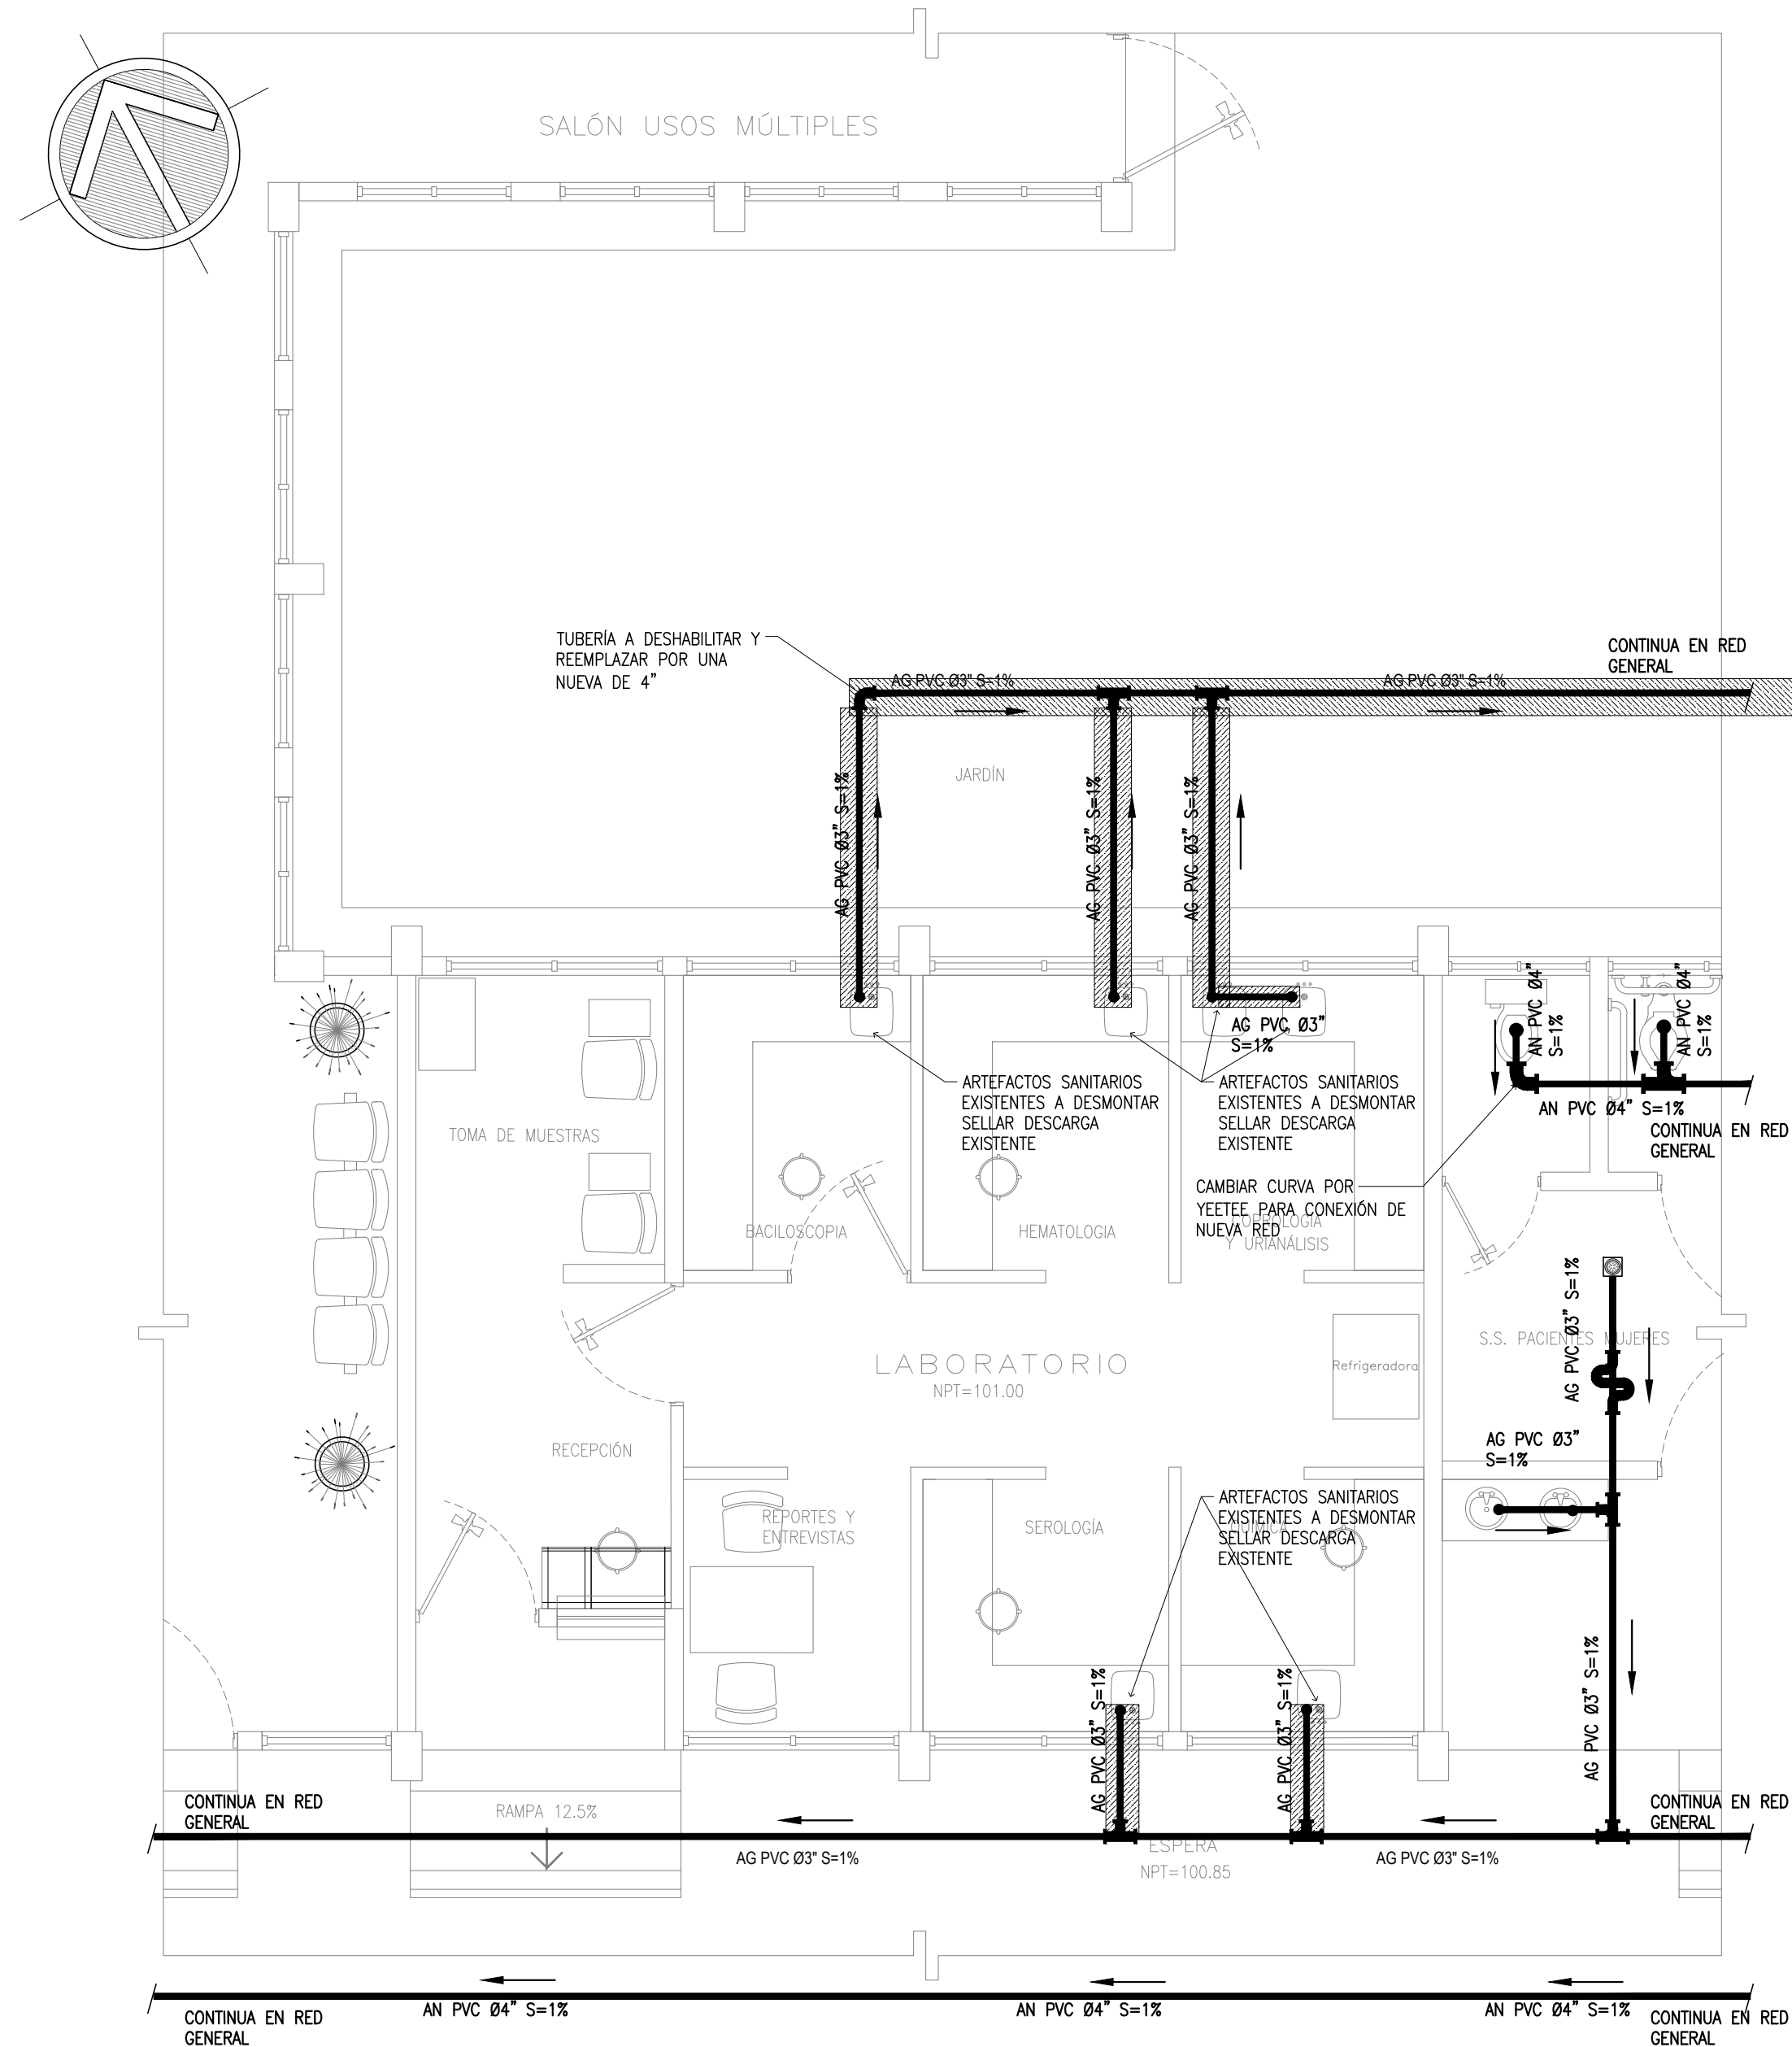 SALÓN USOS MÚLTIPLES
TUBERÍA A DESHABILITAR Y
REEMPLAZAR POR UNA
NUEVA DE 4”
CONTINUA EN RED
GENERAL
AG PVC Ø3" S=1%
AG PVC Ø3" S=1%
JARDÍN
AG PVC Ø3” S=1%
AG PVC Ø3” S=1%
AG PVC Ø3” S=1%
AG PVC Ø3”
S=1%
AN PVC Ø4”
S=1%
AN PVC Ø4”
S=1%
ARTEFACTOS SANITARIOS
EXISTENTES A DESMONTAR
SELLAR DESCARGA
EXISTENTE
ARTEFACTOS SANITARIOS
EXISTENTES A DESMONTAR
SELLAR DESCARGA
EXISTENTE
AN PVC Ø4” S=1%
CONTINUA EN RED
GENERAL
TOMA DE MUESTRAS
CAMBIAR CURVA POR
YEETEE PARA CONEXIÓN DE
NUEVA RED
BACILOSCOPIA
HEMATOLOGIA
COPROLOGÍA
Y URIANÁLISIS
AG PVC Ø3” S=1%
S.S. PACIENTES MUJERES
LABORATORIO
NPT=101.00
Refrigeradora
RECEPCIÓN
AG PVC Ø3”
S=1%
REPORTES Y
ENTREVISTAS
SEROLOGÍA
QUÍMICA
ARTEFACTOS SANITARIOS
EXISTENTES A DESMONTAR
SELLAR DESCARGA
EXISTENTE
AG PVC Ø3” S=1%
AG PVC Ø3” S=1%
AG PVC Ø3” S=1%
CONTINUA EN RED
GENERAL
RAMPA 12.5%
CONTINUA EN RED
GENERAL
AG PVC Ø3" S=1%
ESPERA
NPT=100.85
AG PVC Ø3" S=1%
CONTINUA EN RED
GENERAL
AN PVC Ø4” S=1%
AN PVC Ø4” S=1%
AN PVC Ø4” S=1%
CONTINUA EN RED
GENERAL